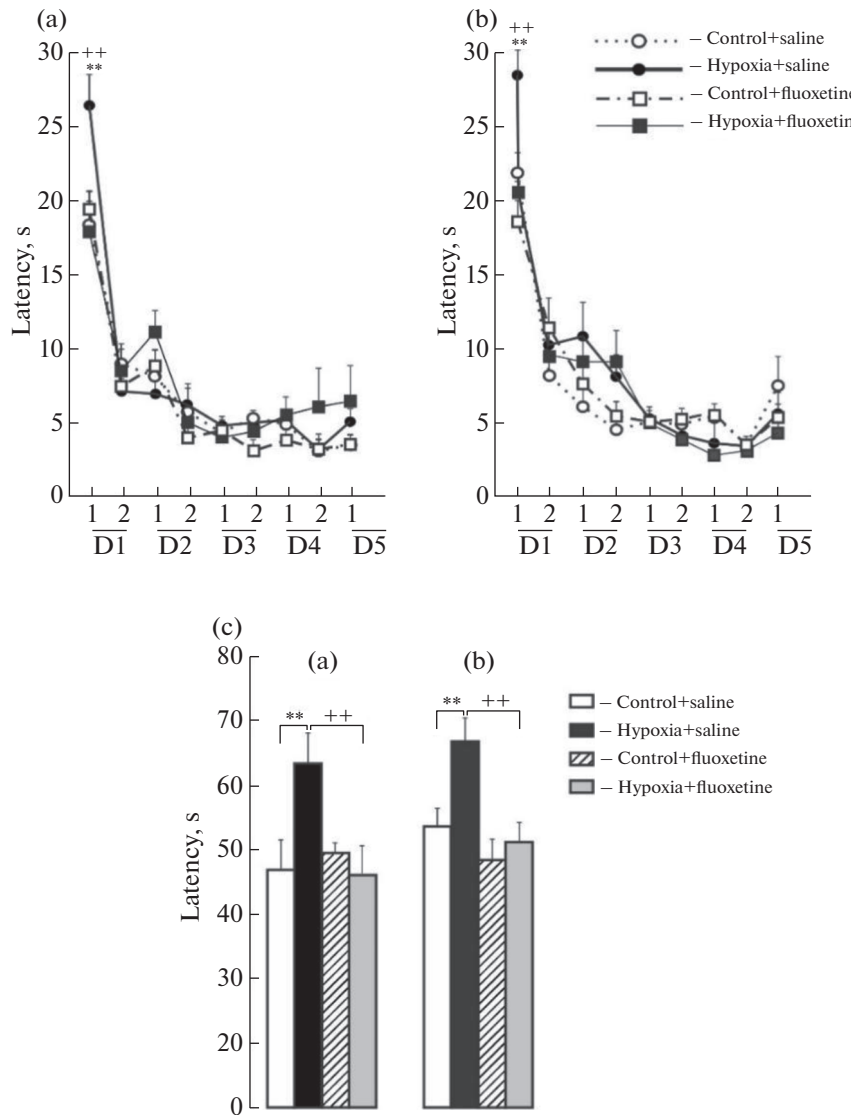 (a)
++
**
30
25
20
15
10
5
0
Latency, s
1 2 1 2 1 2 1 2 1
D1 D2 D3 D4 D5
(b)
++
**
30
25
20
15
10
5
0
Latency, s
1 2 1 2 1 2 1 2 1
D1 D2 D3 D4 D5
– Control+saline
– Hypoxia+saline
– Control+fluoxetine
– Hypoxia+fluoxetin
(c)
80
70
60
50
40
30
20
40
0
Latency, s
(a)
** ++
(b)
** ++
– Control+saline
– Hypoxia+saline
– Control+fluoxetine
– Hypoxia+fluoxetine